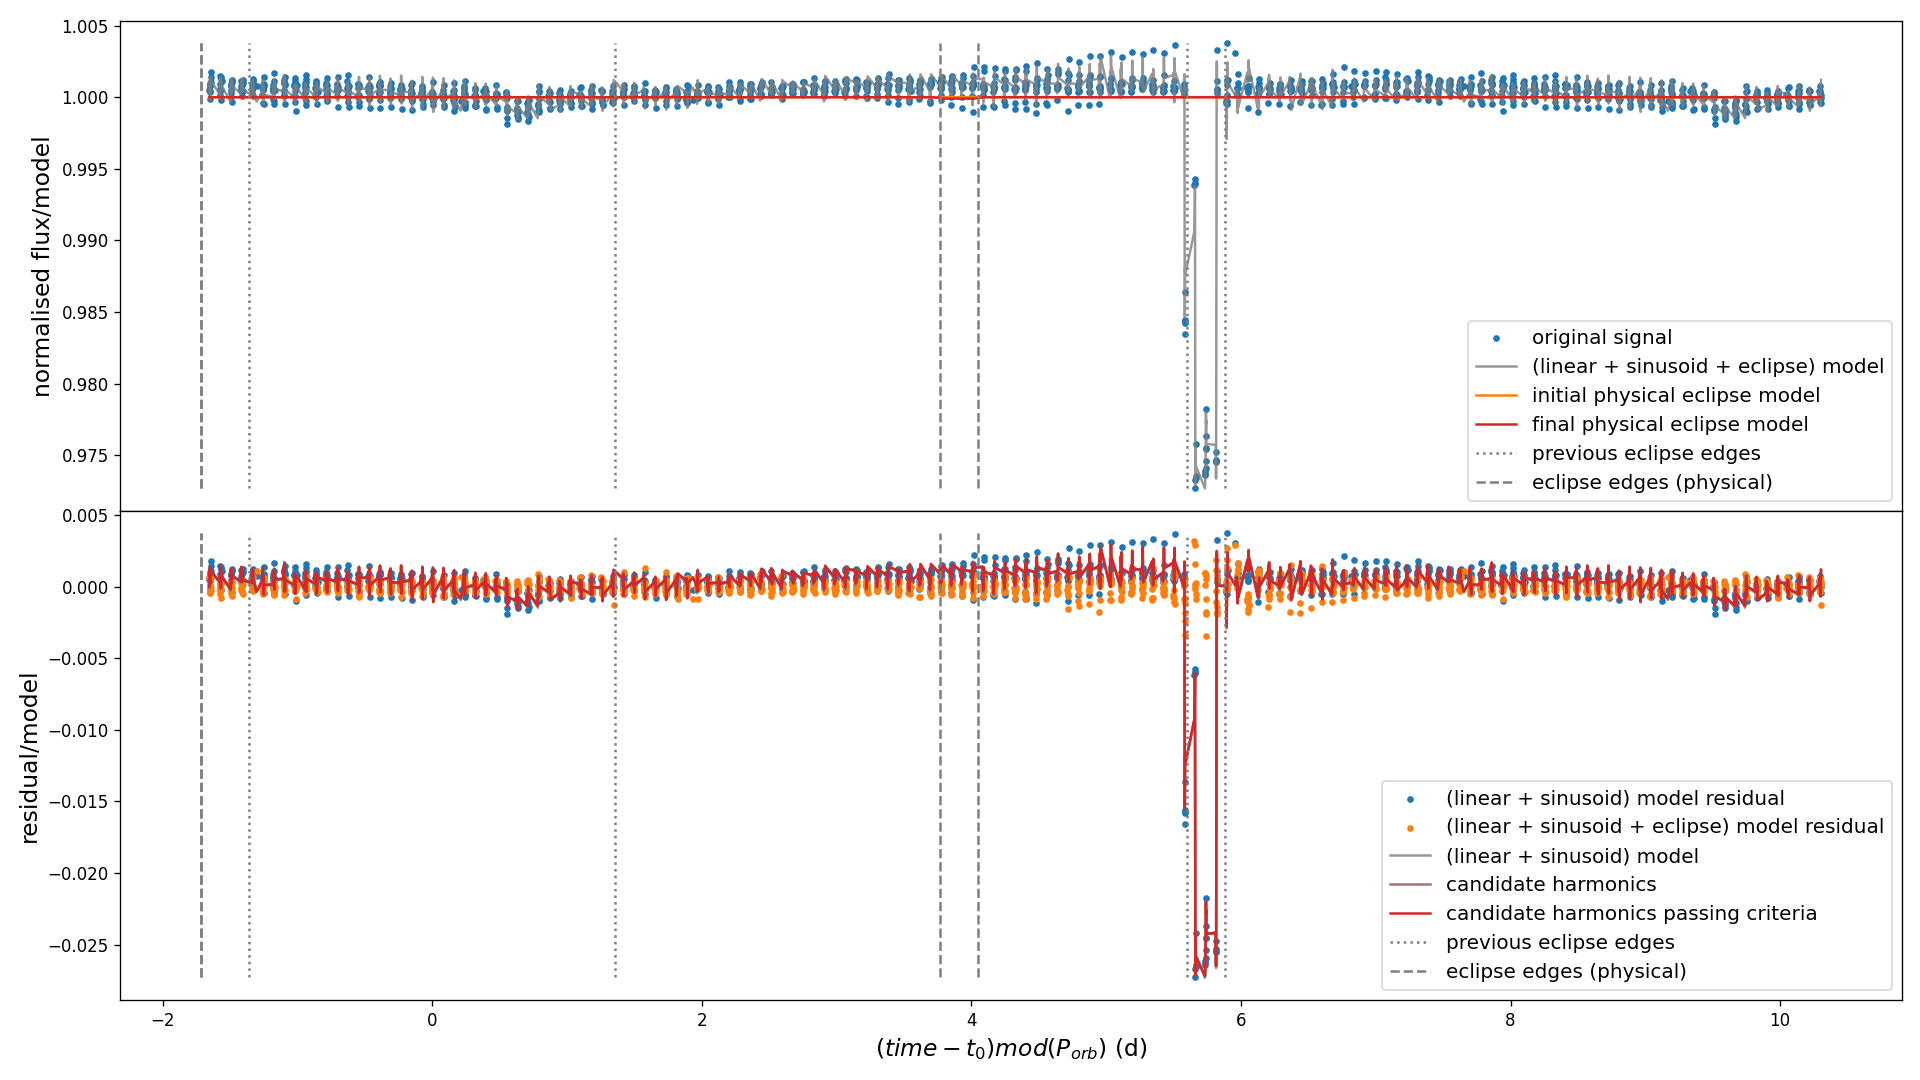 1.005
1.000
0.995
0.990
0.985
0.980
0.975
normalised flux/model
original signal
(linear + sinusoid + eclipse) model
initial physical eclipse model
final physical eclipse model
previous eclipse edges
eclipse edges (physical)
0.005
0.000
−0.005
−0.010
−0.015
−0.020
−0.025
residual/model
(linear + sinusoid) model residual
(linear + sinusoid + eclipse) model residual
(linear + sinusoid) model
candidate harmonics
candidate harmonics passing criteria
previous eclipse edges
eclipse edges (physical)
−2 0 2 4 6 8 10
(time − t₀)mod(P_orb) (d)